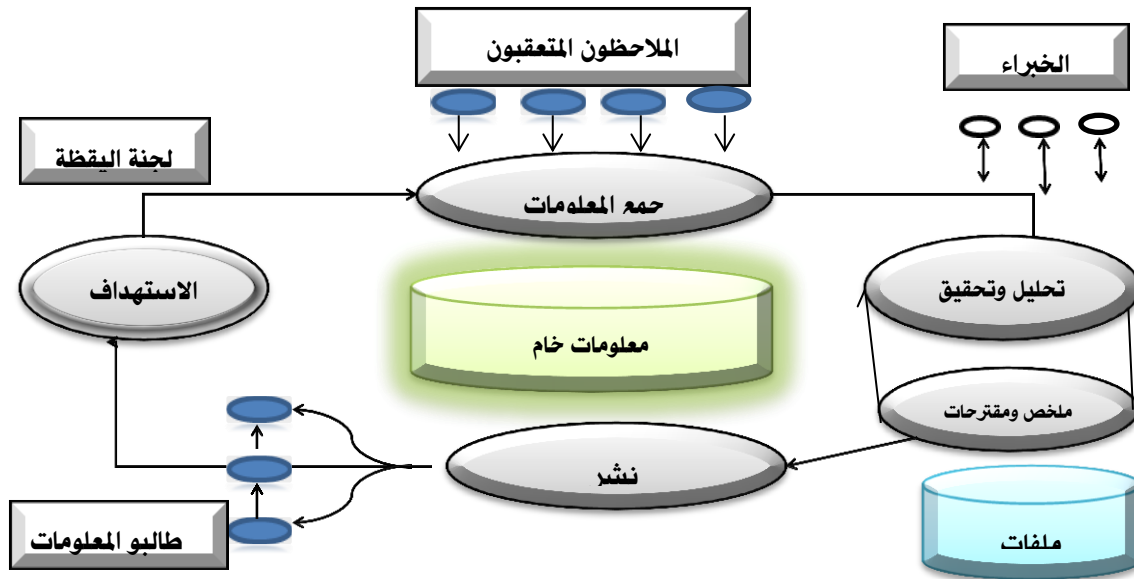 الملاحظون المتعقبون
الخبراء
لجنة اليقظة
جمع المعلومات
الاستهداف
تحليل وتحقيق
معلومات خام
ملخص ومقترحات
نشر
طالبو المعلومات
ملفات